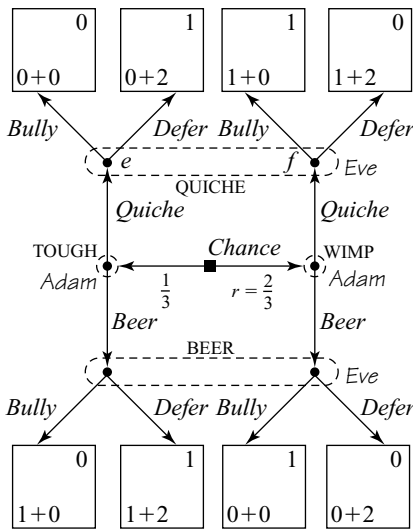 0 1 1 0
0+0 0+2 1+0 1+2
Bully Defer Bully Defer
e f Eve
QUICHE
Quiche Quiche
TOUGH Chance WIMP
Adam 1/3 r = 2/3 Adam
Beer Beer
BEER
Eve
Bully Defer Bully Defer
0 1 1 0
1+0 1+2 0+0 0+2